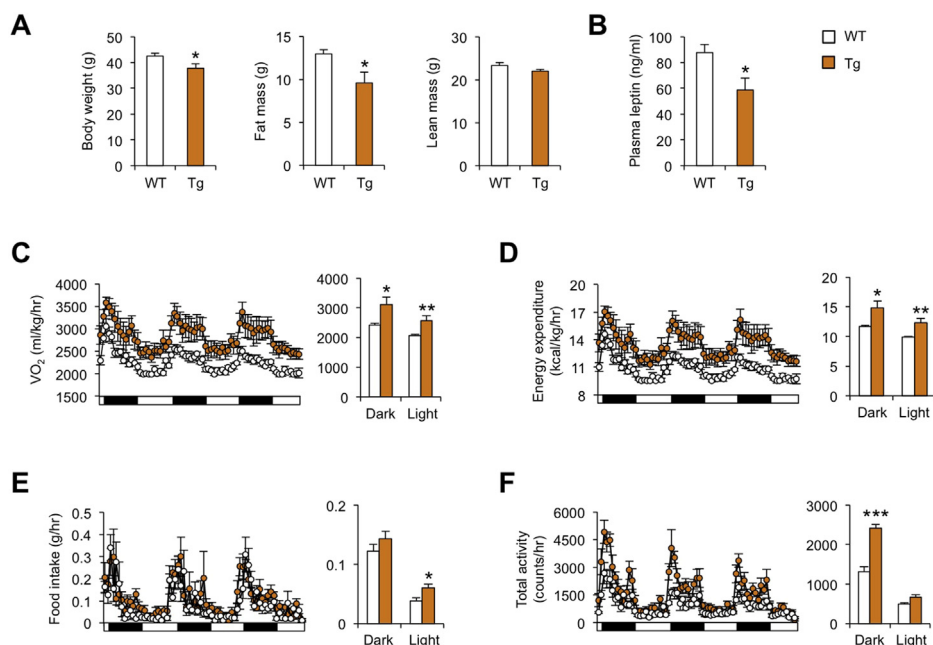 A
Body weight (g)
50
40
30
20
10
0
*
WT Tg
Fat mass (g)
15
10
5
0
*
WT Tg
Lean mass (g)
30
20
10
0
WT Tg
B
Plasma leptin (ng/ml)
100
80
60
40
20
0
*
WT Tg
WT
Tg
C
VO2 (ml/kg/hr)
4000
3500
3000
2500
2000
1500
4000
3000
2000
1000
0
*
**
Dark Light
D
Energy expenditure
(kcal/kg/hr)
17
14
11
8
20
15
10
5
0
*
**
Dark Light
E
Food intake (g/hr)
0.5
0.4
0.3
0.2
0.1
0
0.2
0.1
0
*
Dark Light
F
Total activity
(counts/hr)
6000
4500
3000
1500
0
3000
2000
1000
0
***
Dark Light